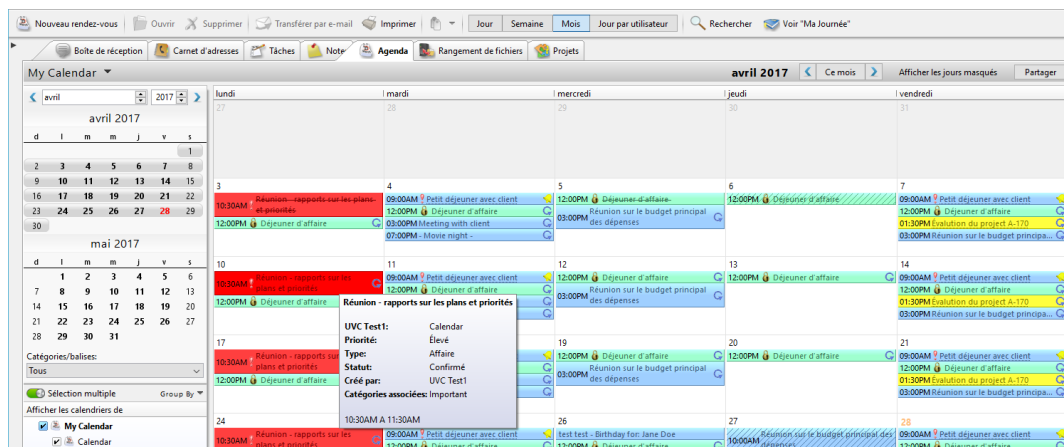 Nouveau rendez-vous Ouvrir Supprimer Transférer par e-mail Imprimer Jour Semaine Mois Jour par utilisateur Rechercher Voir "Ma Journée"
Boîte de réception Carnet d'adresses Tâches Note Agenda Rangement de fichiers Projets
My Calendar avril 2017 Ce mois Afficher les jours masqués Partager
avril 2017
avril 2017
d l m m j v s
1
2 3 4 5 6 7 8
9 10 11 12 13 14 15
16 17 18 19 20 21 22
23 24 25 26 27 28 29
30
mai 2017
d l m m j v s
1 2 3 4 5 6
7 8 9 10 11 12 13
14 15 16 17 18 19 20
21 22 23 24 25 26 27
28 29 30 31
Catégories/balises:
Tous
Sélection multiple Group By
Afficher les calendriers de
My Calendar
Calendar
lundi mardi mercredi jeudi vendredi
27 28 29 30 31
3
10:30AM Réunion - rapports sur les plans et priorités
12:00PM Déjeuner d'affaire
4
09:00AM Petit déjeuner avec client
12:00PM Déjeuner d'affaire
03:00PM Meeting with client
07:00PM - Movie night -
5
12:00PM Déjeuner d'affaire
03:00PM Réunion sur le budget principal des dépenses
6
12:00PM Déjeuner d'affaire
7
09:00AM Petit déjeuner avec client
12:00PM Déjeuner d'affaire
01:30PM Évalution du project A-170
03:00PM Réunion sur le budget principa...
10
10:30AM Réunion - rapports sur les plans et priorités
12:00PM Déjeuner d'affaire
11
09:00AM Petit déjeuner avec client
12:00PM Déjeuner d'affaire
12
12:00PM Déjeuner d'affaire
03:00PM Réunion sur le budget principal des dépenses
13
12:00PM Déjeuner d'affaire
14
09:00AM Petit déjeuner avec client
12:00PM Déjeuner d'affaire
01:30PM Évalution du project A-170
03:00PM Réunion sur le budget principa...
Réunion - rapports sur les plans et priorités
UVC Test1: Calendar
Priorité: Élevé
Type: Affaire
Statut: Confirmé
Créé par: UVC Test1
Catégories associées: Important
10:30AM A 11:30AM
17
10:30AM Réunion - rapports sur
plans et priorités
12:00PM Déjeuner d'affaire
19
12:00PM Déjeuner d'affaire
03:00PM Réunion sur le budget principal des dépenses
20
12:00PM Déjeuner d'affaire
21
09:00AM Petit déjeuner avec client
12:00PM Déjeuner d'affaire
01:30PM Évalution du project A-170
03:00PM Réunion sur le budget principa...
24
10:30AM Réunion - rapports sur les plans et priorités
09:00AM Petit déjeuner avec client
12:00PM Déjeuner d'affaire
26
test test - Birthday for: Jane Doe
12:00PM Déjeuner d'affaire
27
10:00AM Réunion sur le budget principal des dépenses
28
09:00AM Petit déjeuner avec client
12:00PM Déjeuner d'affaire